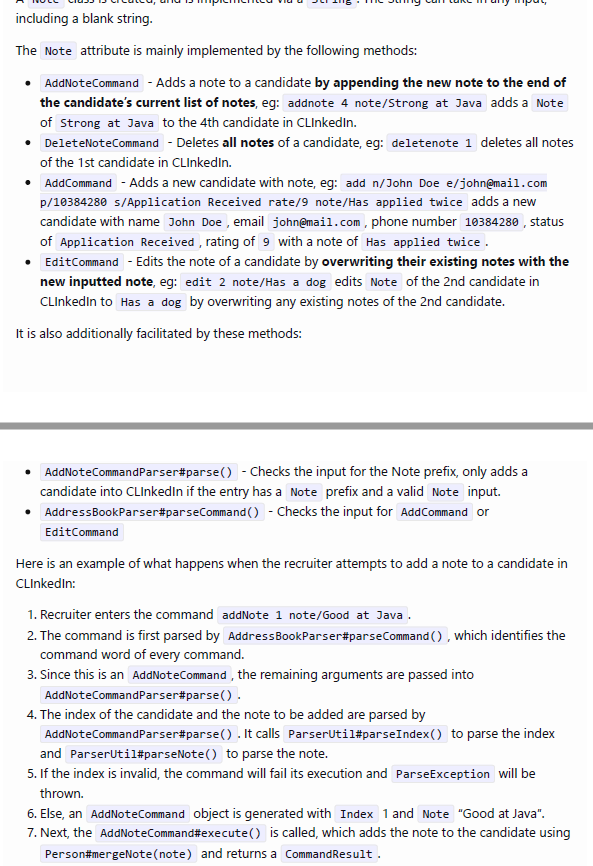 A Note class is created, and is implemented via a String. The String can take in any input,
including a blank string.
The Note attribute is mainly implemented by the following methods:
• AddNoteCommand - Adds a note to a candidate by appending the new note to the end of
the candidate's current list of notes, eg: addnote 4 note/Strong at Java adds a Note
of Strong at Java to the 4th candidate in CLInkedIn.
• DeleteNoteCommand - Deletes all notes of a candidate, eg: deletenote 1 deletes all notes
of the 1st candidate in CLInkedIn.
• AddCommand - Adds a new candidate with note, eg: add n/John Doe e/john@mail.com
p/10384280 s/Application Received rate/9 note/Has applied twice adds a new
candidate with name John Doe, email john@mail.com, phone number 10384280, status
of Application Received, rating of 9 with a note of Has applied twice.
• EditCommand - Edits the note of a candidate by overwriting their existing notes with the
new inputted note, eg: edit 2 note/Has a dog edits Note of the 2nd candidate in
CLInkedIn to Has a dog by overwriting any existing notes of the 2nd candidate.
It is also additionally facilitated by these methods:
• AddNoteCommandParser#parse() - Checks the input for the Note prefix, only adds a
candidate into CLInkedIn if the entry has a Note prefix and a valid Note input.
• AddressBookParser#parseCommand() - Checks the input for AddCommand or
EditCommand
Here is an example of what happens when the recruiter attempts to add a note to a candidate in
CLInkedIn:
1. Recruiter enters the command addNote 1 note/Good at Java.
2. The command is first parsed by AddressBookParser#parseCommand(), which identifies the
command word of every command.
3. Since this is an AddNoteCommand, the remaining arguments are passed into
AddNoteCommandParser#parse().
4. The index of the candidate and the note to be added are parsed by
AddNoteCommandParser#parse(). It calls ParserUtil#parseIndex() to parse the index
and ParserUtil#parseNote() to parse the note.
5. If the index is invalid, the command will fail its execution and ParseException will be
thrown.
6. Else, an AddNoteCommand object is generated with Index 1 and Note "Good at Java".
7. Next, the AddNoteCommand#execute() is called, which adds the note to the candidate using
Person#mergeNote(note) and returns a CommandResult.